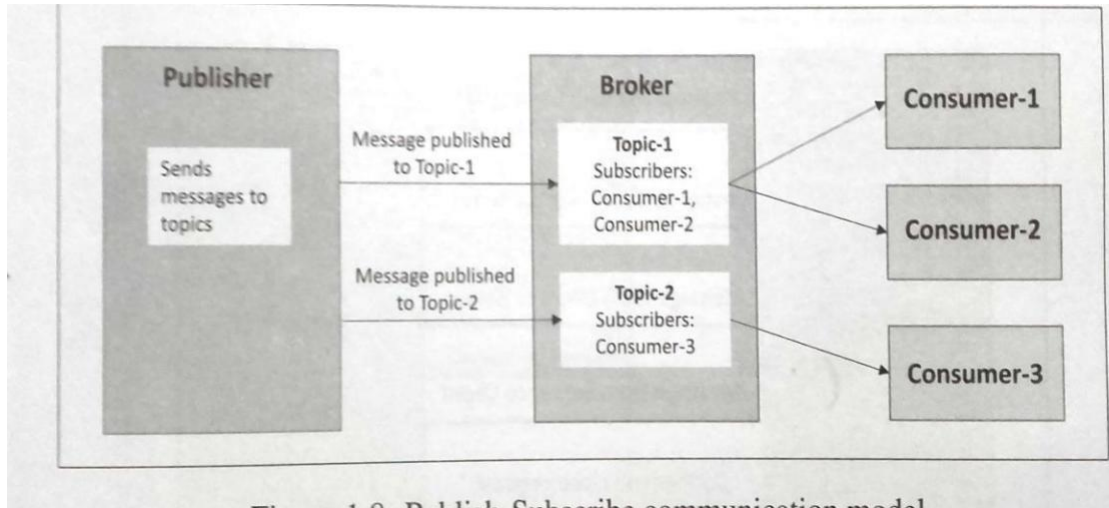 Publisher
Sends
messages to
topics
Message published
to Topic-1
Message published
to Topic-2
Broker
Topic-1
Subscribers:
Consumer-1,
Consumer-2
Topic-2
Subscribers:
Consumer-3
Consumer-1
Consumer-2
Consumer-3
Publish-Subscribe communication model